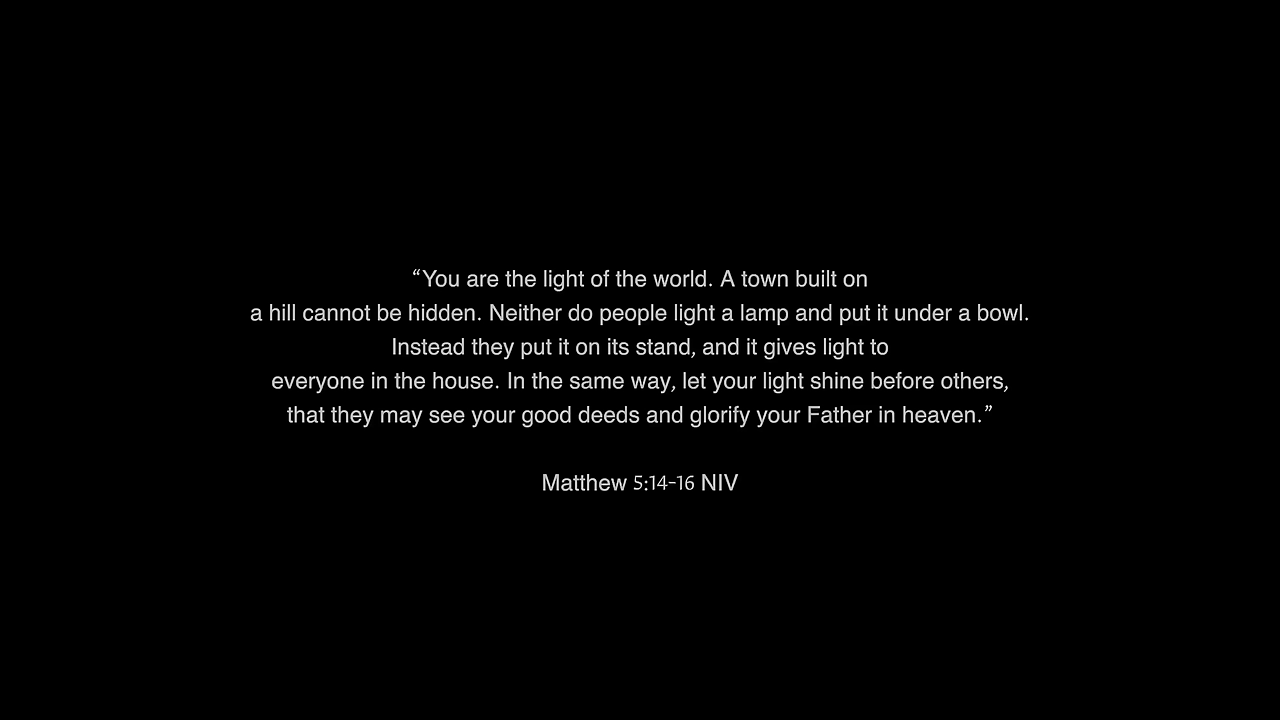 “You are the light of the world. A town built on
a hill cannot be hidden. Neither do people light a lamp and put it under a bowl.
Instead they put it on its stand, and it gives light to
everyone in the house. In the same way, let your light shine before others,
that they may see your good deeds and glorify your Father in heaven.”
Matthew 5:14-16 NIV